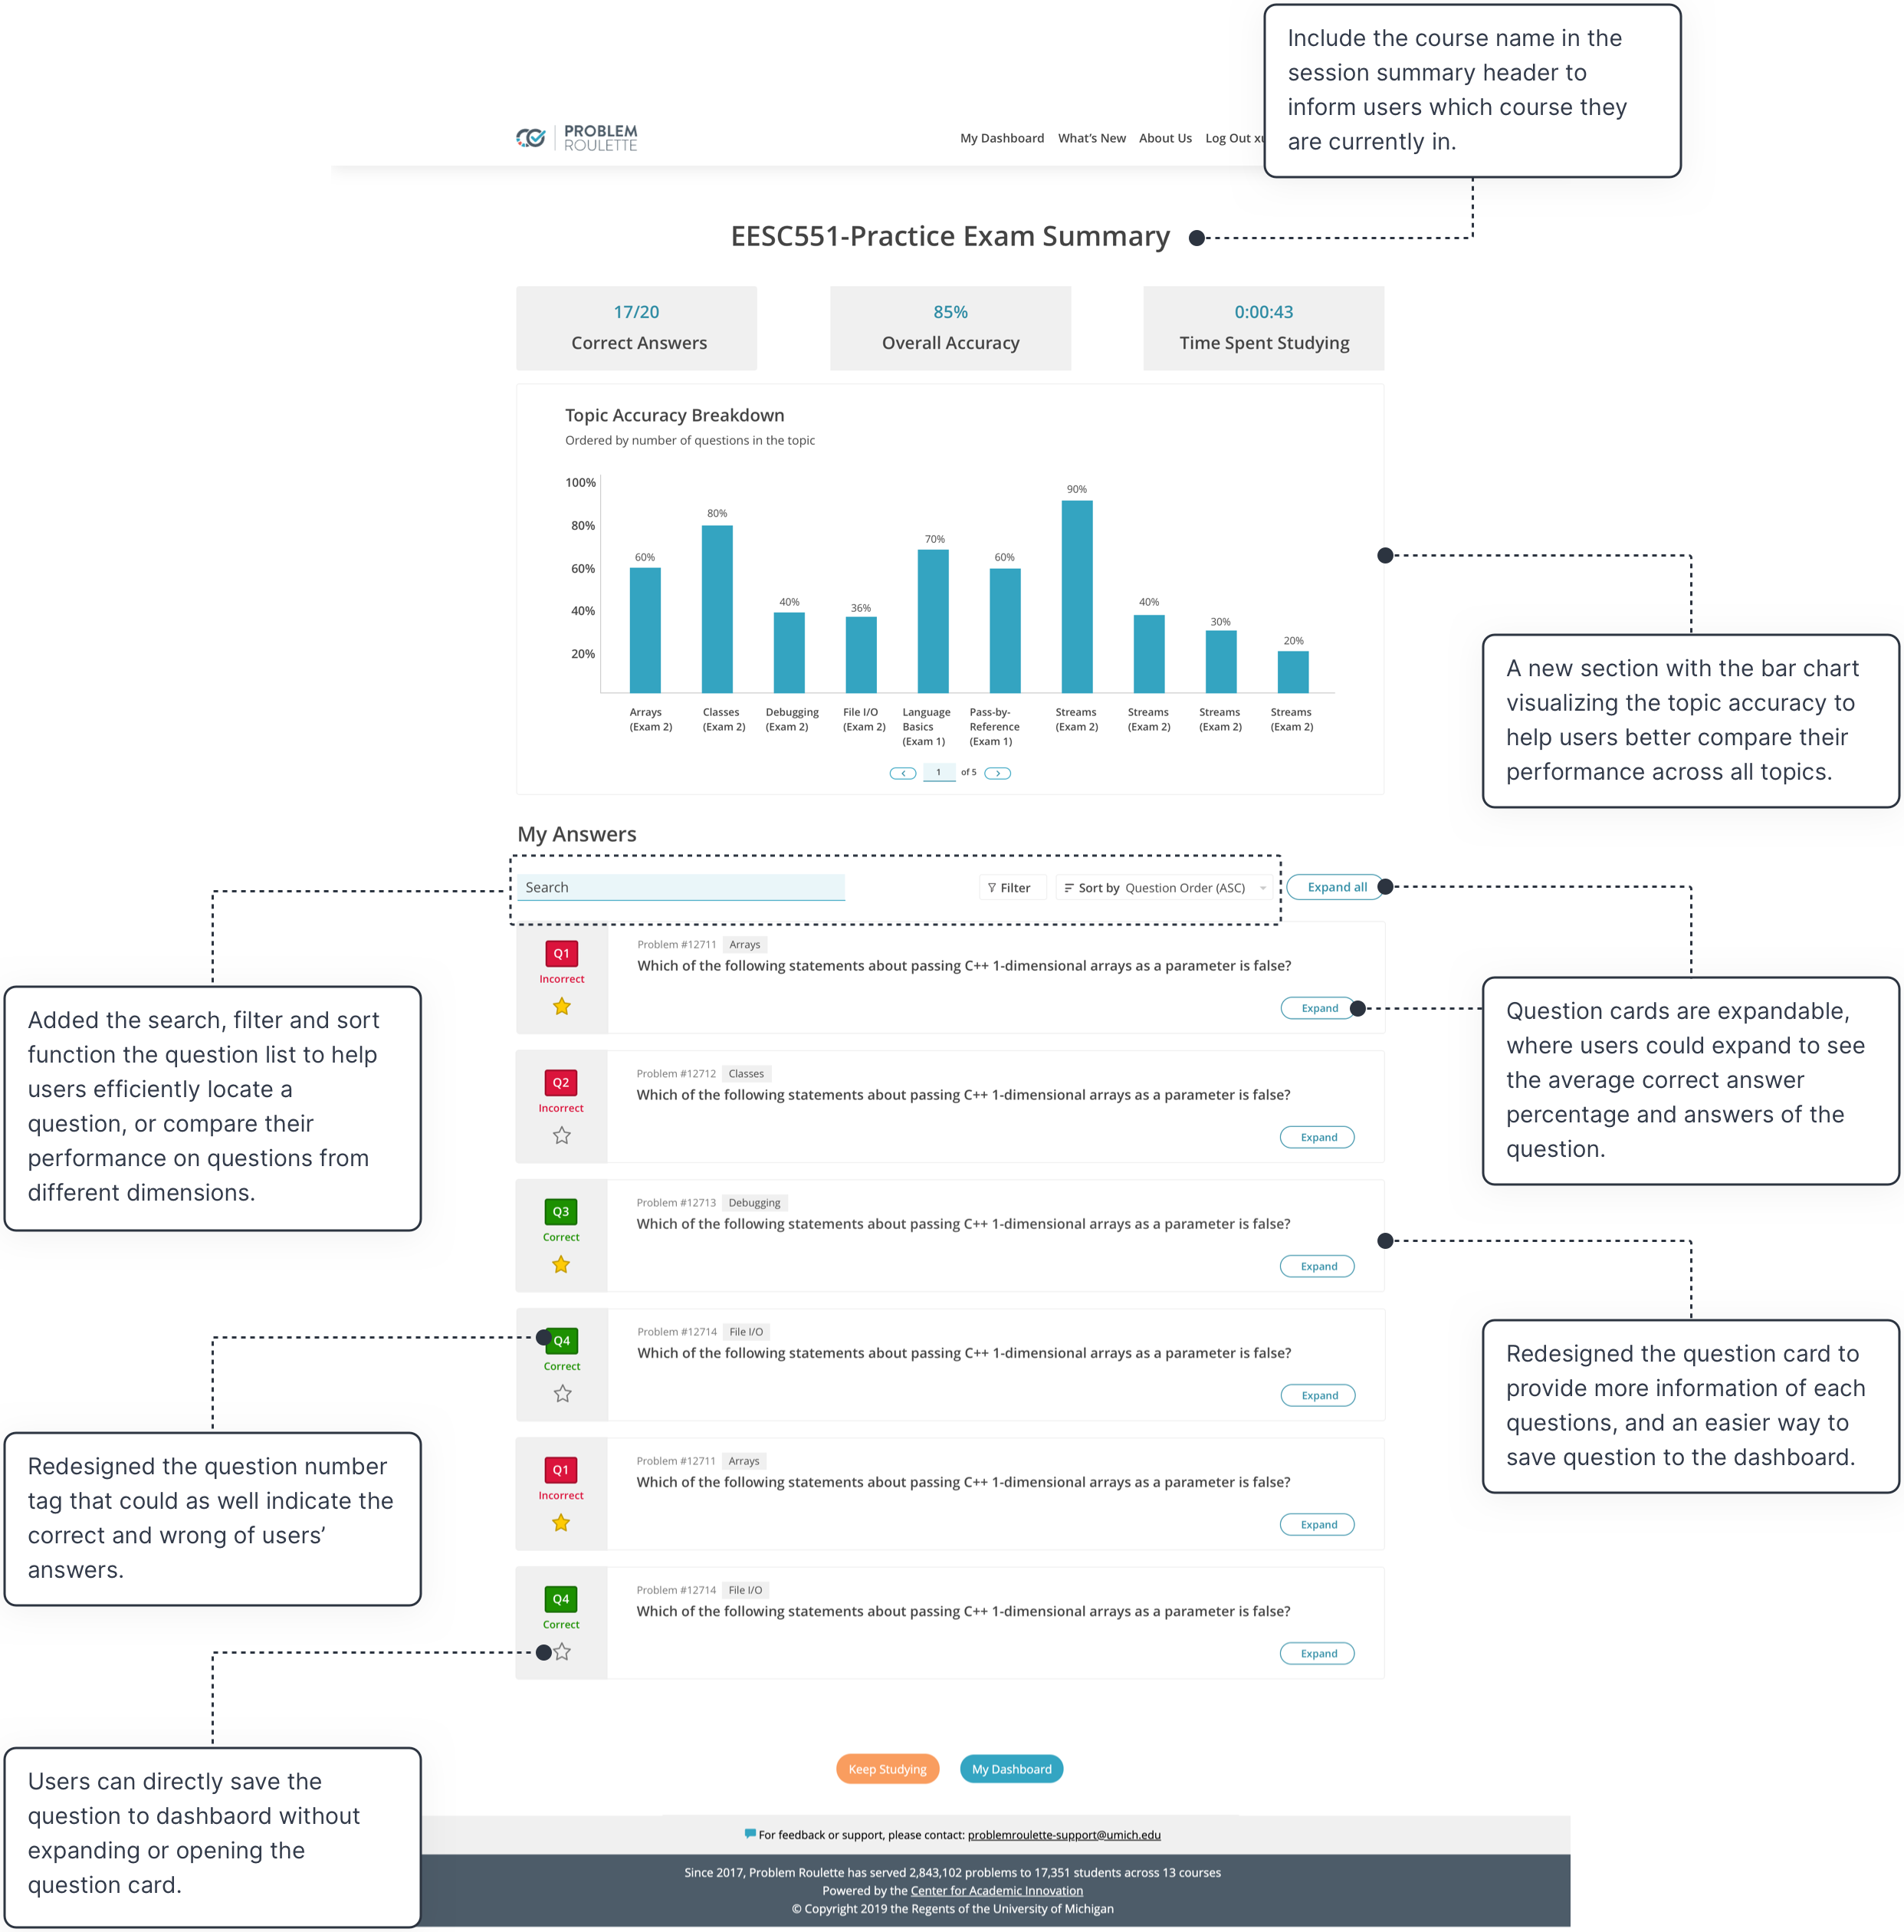 Include the course name in the
session summary header to
inform users which course they
are currently in.
PROBLEM
ROULETTE
My Dashboard What's New About Us Log Out
EESC551-Practice Exam Summary
17/20
Correct Answers
85%
Overall Accuracy
0:00:43
Time Spent Studying
Topic Accuracy Breakdown
Ordered by number of questions in the topic
100%
80%
60%
40%
20%
60%
80%
40%
36%
70%
60%
90%
40%
30%
20%
Arrays
(Exam 2)
Classes
(Exam 2)
Debugging
(Exam 2)
File I/O
(Exam 2)
Language
Basics
(Exam 1)
Pass-by-
Reference
(Exam 1)
Streams
(Exam 2)
Streams
(Exam 2)
Streams
(Exam 2)
Streams
(Exam 2)
1 of 5
A new section with the bar chart
visualizing the topic accuracy to
help users better compare their
performance across all topics.
My Answers
Search
Filter
Sort by Question Order (ASC)
Expand all
Added the search, filter and sort
function the question list to help
users efficiently locate a
question, or compare their
performance on questions from
different dimensions.
Q1
Incorrect
Problem #12711 Arrays
Which of the following statements about passing C++ 1-dimensional arrays as a parameter is false?
Expand
Question cards are expandable,
where users could expand to see
the average correct answer
percentage and answers of the
question.
Q2
Incorrect
Problem #12712 Classes
Which of the following statements about passing C++ 1-dimensional arrays as a parameter is false?
Expand
Q3
Correct
Problem #12713 Debugging
Which of the following statements about passing C++ 1-dimensional arrays as a parameter is false?
Expand
Redesigned the question card to
provide more information of each
questions, and an easier way to
save question to the dashboard.
Q4
Correct
Problem #12714 File I/O
Which of the following statements about passing C++ 1-dimensional arrays as a parameter is false?
Expand
Redesigned the question number
tag that could as well indicate the
correct and wrong of users'
answers.
Q1
Incorrect
Problem #12711 Arrays
Which of the following statements about passing C++ 1-dimensional arrays as a parameter is false?
Expand
Q4
Correct
Problem #12714 File I/O
Which of the following statements about passing C++ 1-dimensional arrays as a parameter is false?
Expand
Users can directly save the
question to dashbaord without
expanding or opening the
question card.
Keep Studying
My Dashboard
For feedback or support, please contact: problemroulette-support@umich.edu
Since 2017, Problem Roulette has served 2,843,102 problems to 17,351 students across 13 courses
Powered by the Center for Academic Innovation
© Copyright 2019 the Regents of the University of Michigan